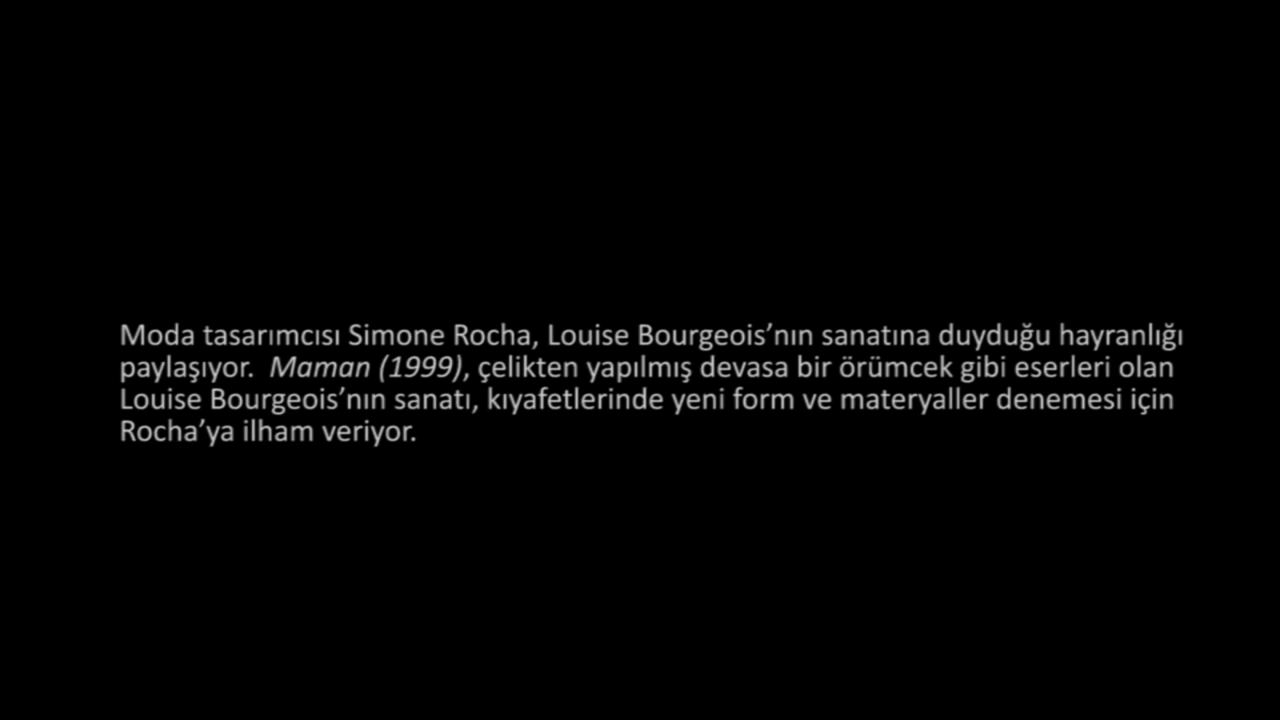 Moda tasarımcısı Simone Rocha, Louise Bourgeois’nın sanatına duyduğu hayranlığı
paylaşıyor.  Maman (1999), çelikten yapılmış devasa bir örümcek gibi eserleri olan
Louise Bourgeois’nın sanatı, kıyafetlerinde yeni form ve materyaller denemesi için
Rocha’ya ilham veriyor.